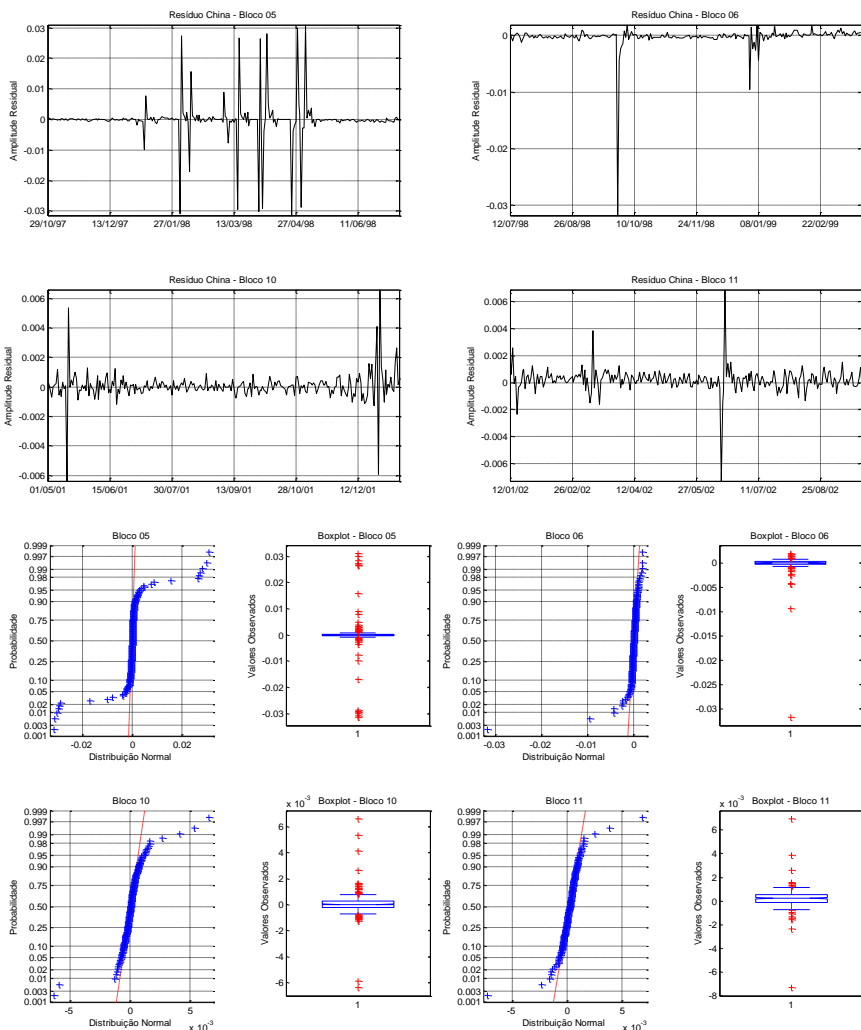 Resíduo China - Bloco 05
Amplitude Residual
0.03
0.02
0.01
0
-0.01
-0.02
-0.03
29/10/97 13/12/97 27/01/98 13/03/98 27/04/98 11/06/98
Resíduo China - Bloco 06
Amplitude Residual
0
-0.01
-0.02
-0.03
12/07/98 26/08/98 10/10/98 24/11/98 08/01/99 22/02/99
Resíduo China - Bloco 10
Amplitude Residual
0.006
0.004
0.002
0
-0.002
-0.004
-0.006
01/05/01 15/06/01 30/07/01 13/09/01 28/10/01 12/12/01
Resíduo China - Bloco 11
Amplitude Residual
0.006
0.004
0.002
0
-0.002
-0.004
-0.006
12/01/02 26/02/02 12/04/02 27/05/02 11/07/02 25/08/02
Bloco 05
Probabilidade
0.999
0.997
0.99
0.98
0.95
0.90
0.75
0.50
0.25
0.10
0.05
0.02
0.01
0.003
0.001
-0.02 0 0.02
Distribuição Normal
Boxplot - Bloco 05
Valores Observados
0.03
0.02
0.01
0
-0.01
-0.02
-0.03
1
Bloco 06
Probabilidade
0.999
0.997
0.99
0.98
0.95
0.90
0.75
0.50
0.25
0.10
0.05
0.02
0.01
0.003
0.001
-0.03 -0.02 -0.01 0
Distribuição Normal
Boxplot - Bloco 06
Valores Observados
0
-0.005
-0.01
-0.015
-0.02
-0.025
-0.03
1
Bloco 10
Probabilidade
0.999
0.997
0.99
0.98
0.95
0.90
0.75
0.50
0.25
0.10
0.05
0.02
0.01
0.003
0.001
-5 0 5
x 10⁻³
Distribuição Normal
x 10⁻³
Boxplot - Bloco 10
Valores Observados
6
4
2
0
-2
-4
-6
1
Bloco 11
Probabilidade
0.999
0.997
0.99
0.98
0.95
0.90
0.75
0.50
0.25
0.10
0.05
0.02
0.01
0.003
0.001
-5 0 5
x 10⁻³
Distribuição Normal
x 10⁻³
Boxplot - Bloco 11
Valores Observados
6
4
2
0
-2
-4
-6
-8
1